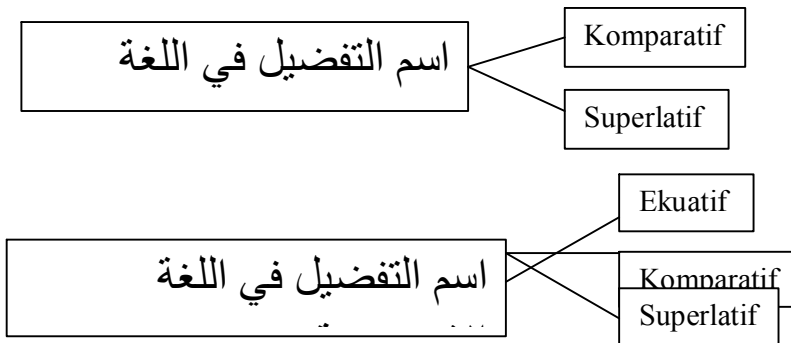 اسم التفضيل في اللغة
Komparatif
Superlatif
اسم التفضيل في اللغة
Ekuatif
Komparatif
Superlatif